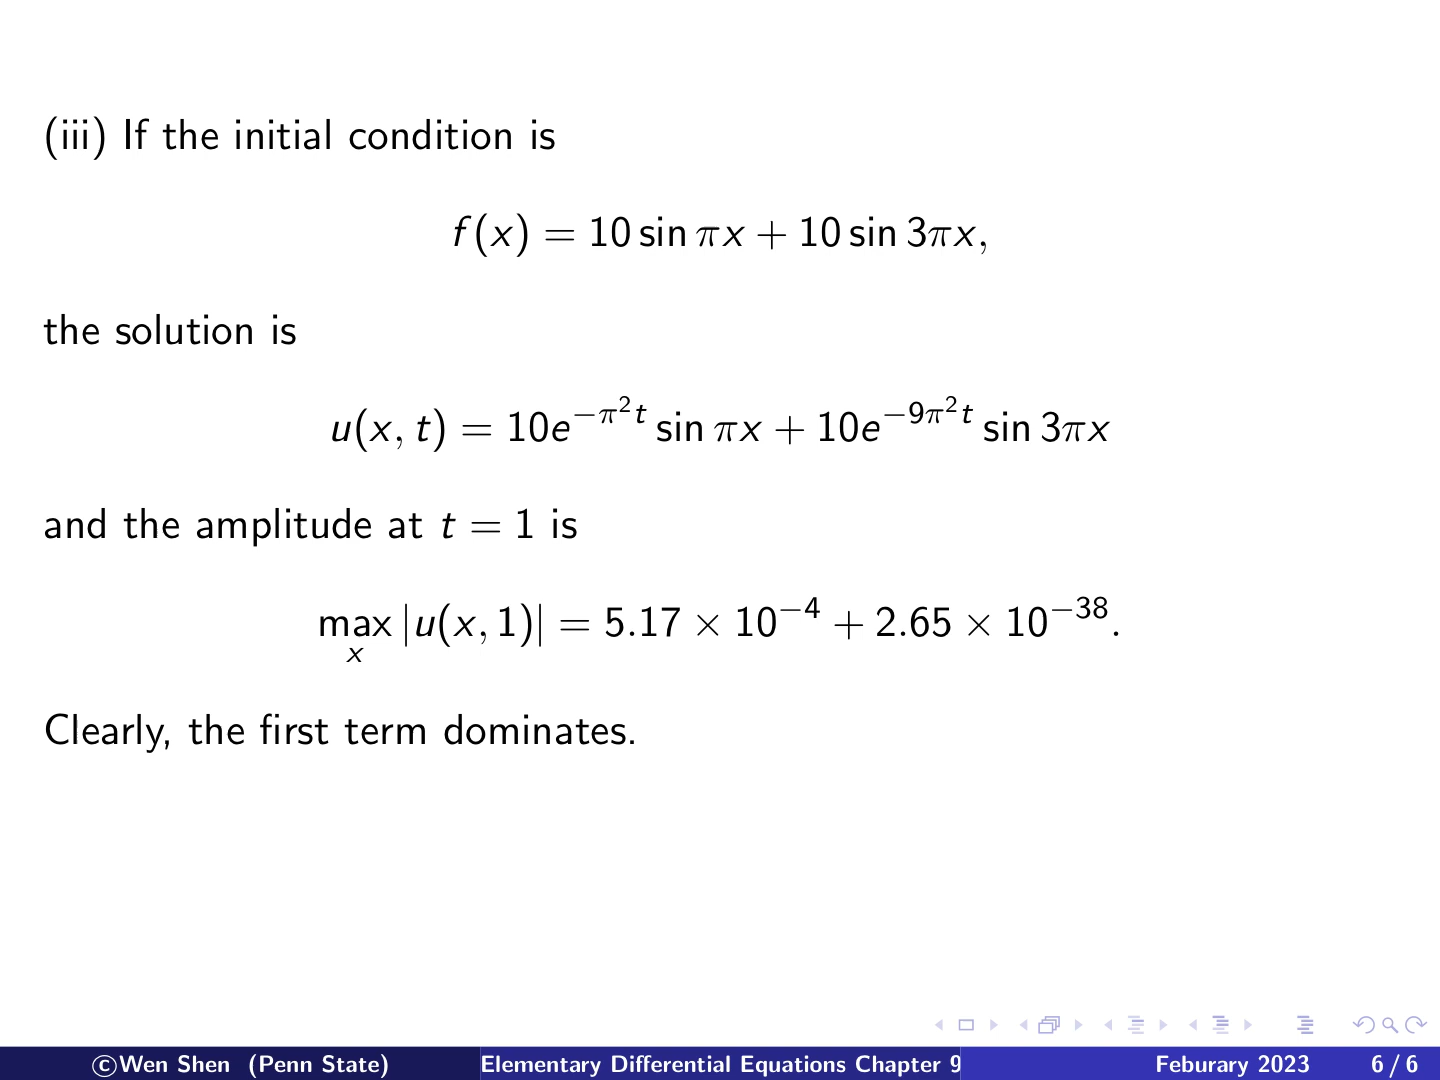 (iii) If the initial condition is
f(x) = 10 sin πx + 10 sin 3πx,
the solution is
u(x, t) = 10e^{−π²t} sin πx + 10e^{−9π²t} sin 3πx
and the amplitude at t = 1 is
max_x |u(x, 1)| = 5.17 × 10^{−4} + 2.65 × 10^{−38}.
Clearly, the first term dominates.
©Wen Shen (Penn State) Elementary Differential Equations Chapter 9 Feburary 2023 6 / 6